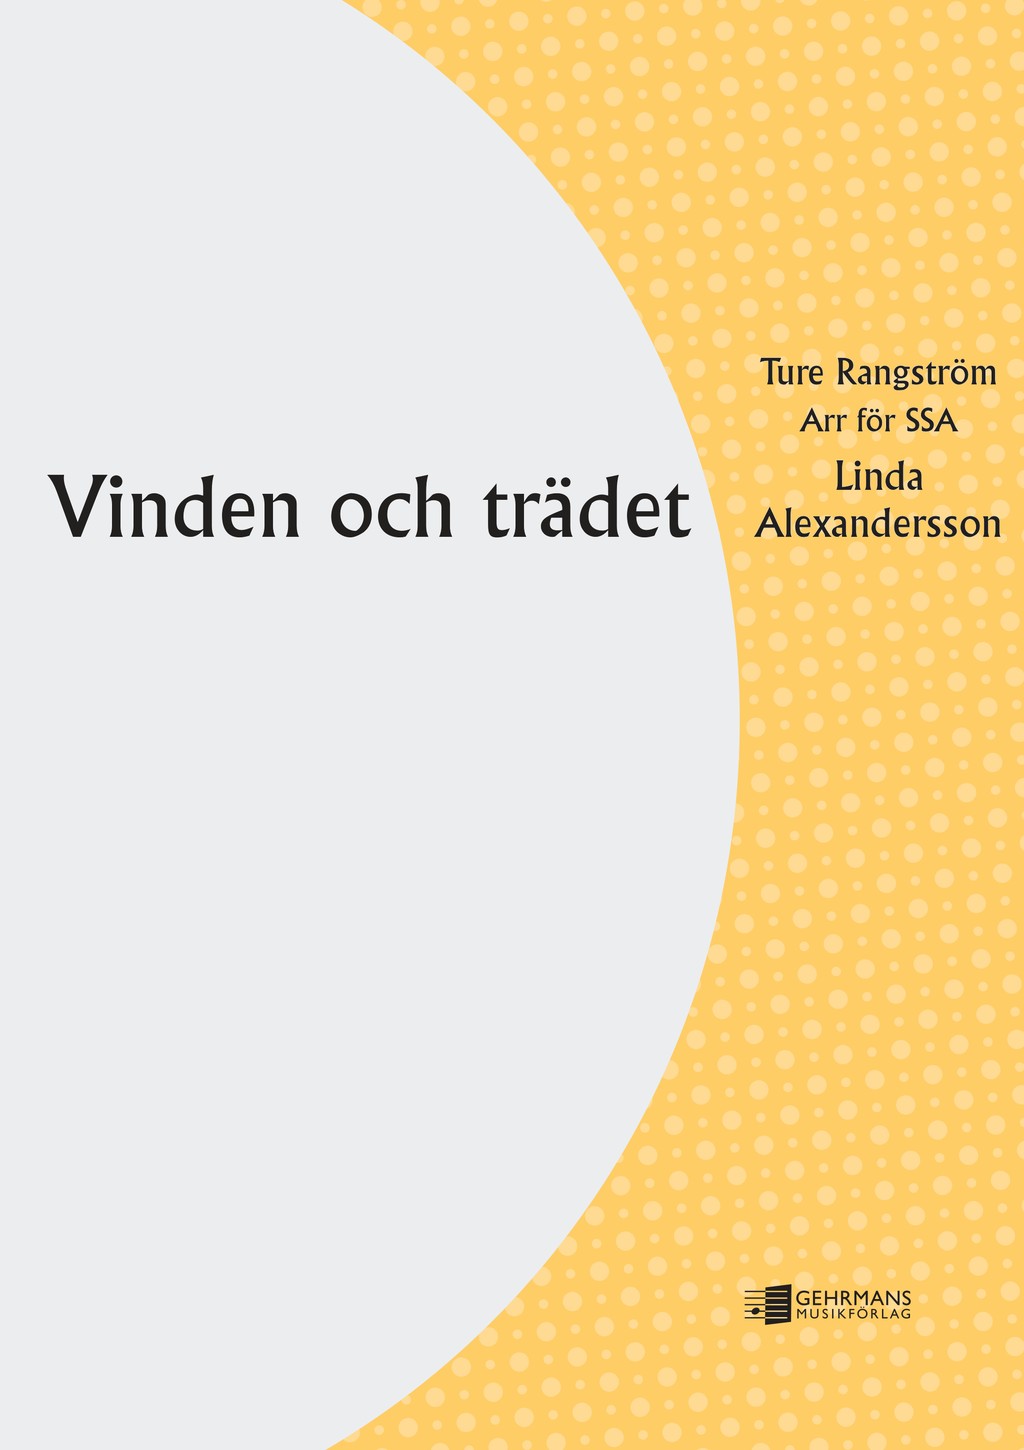 Vinden och trädet
Ture Rangström
Arr för SSA
Linda
Alexandersson
GEHRMANS
MUSIKFÖRLAG